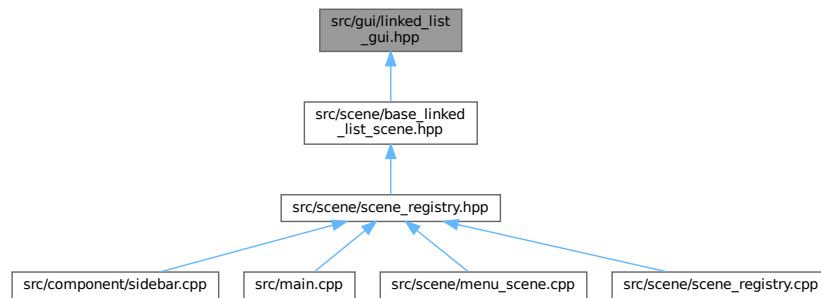 src/gui/linked_list
_gui.hpp
src/scene/base_linked
_list_scene.hpp
src/scene/scene_registry.hpp
src/component/sidebar.cpp
src/main.cpp
src/scene/menu_scene.cpp
src/scene/scene_registry.cpp